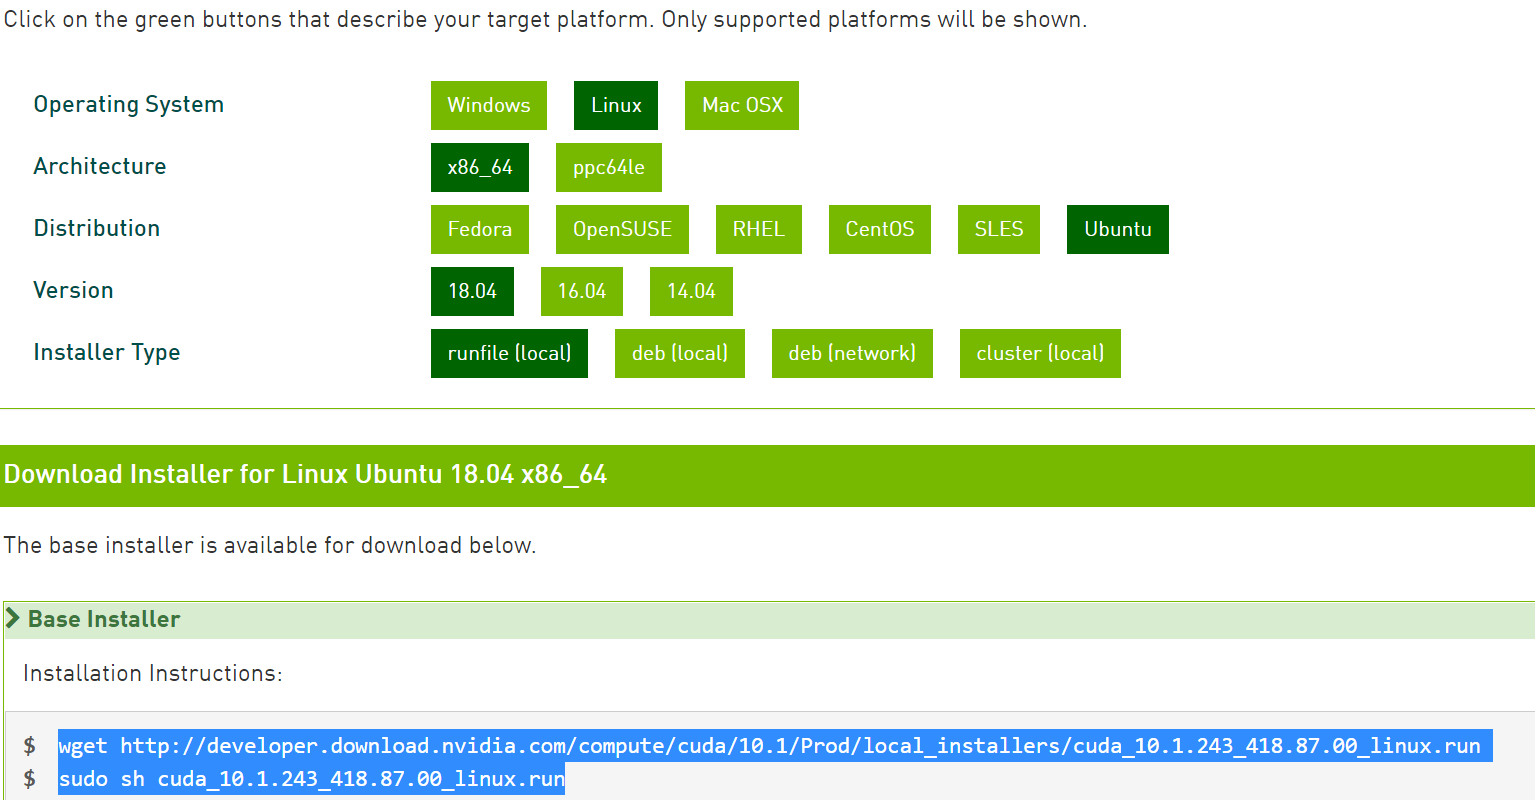 Click on the green buttons that describe your target platform. Only supported platforms will be shown.
Operating System Windows Linux Mac OSX
Architecture x86_64 ppc64le
Distribution Fedora OpenSUSE RHEL CentOS SLES Ubuntu
Version 18.04 16.04 14.04
Installer Type runfile (local) deb (local) deb (network) cluster (local)
Download Installer for Linux Ubuntu 18.04 x86_64
The base installer is available for download below.
Base Installer
Installation Instructions:
$ wget http://developer.download.nvidia.com/compute/cuda/10.1/Prod/local_installers/cuda_10.1.243_418.87.00_linux.run
$ sudo sh cuda_10.1.243_418.87.00_linux.run